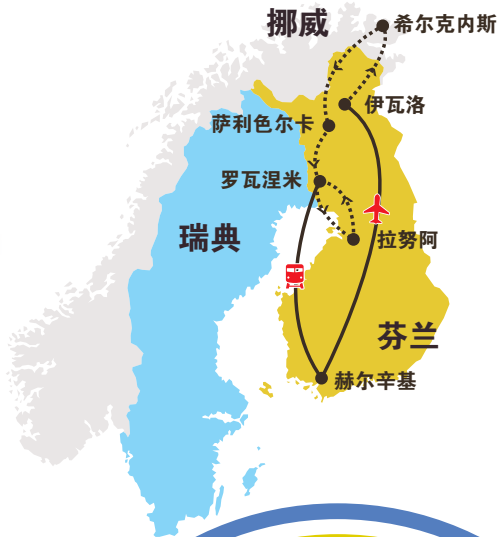 挪威
希尔克内斯
伊瓦洛
萨利色尔卡
罗瓦涅米
瑞典
拉努阿
芬兰
赫尔辛基